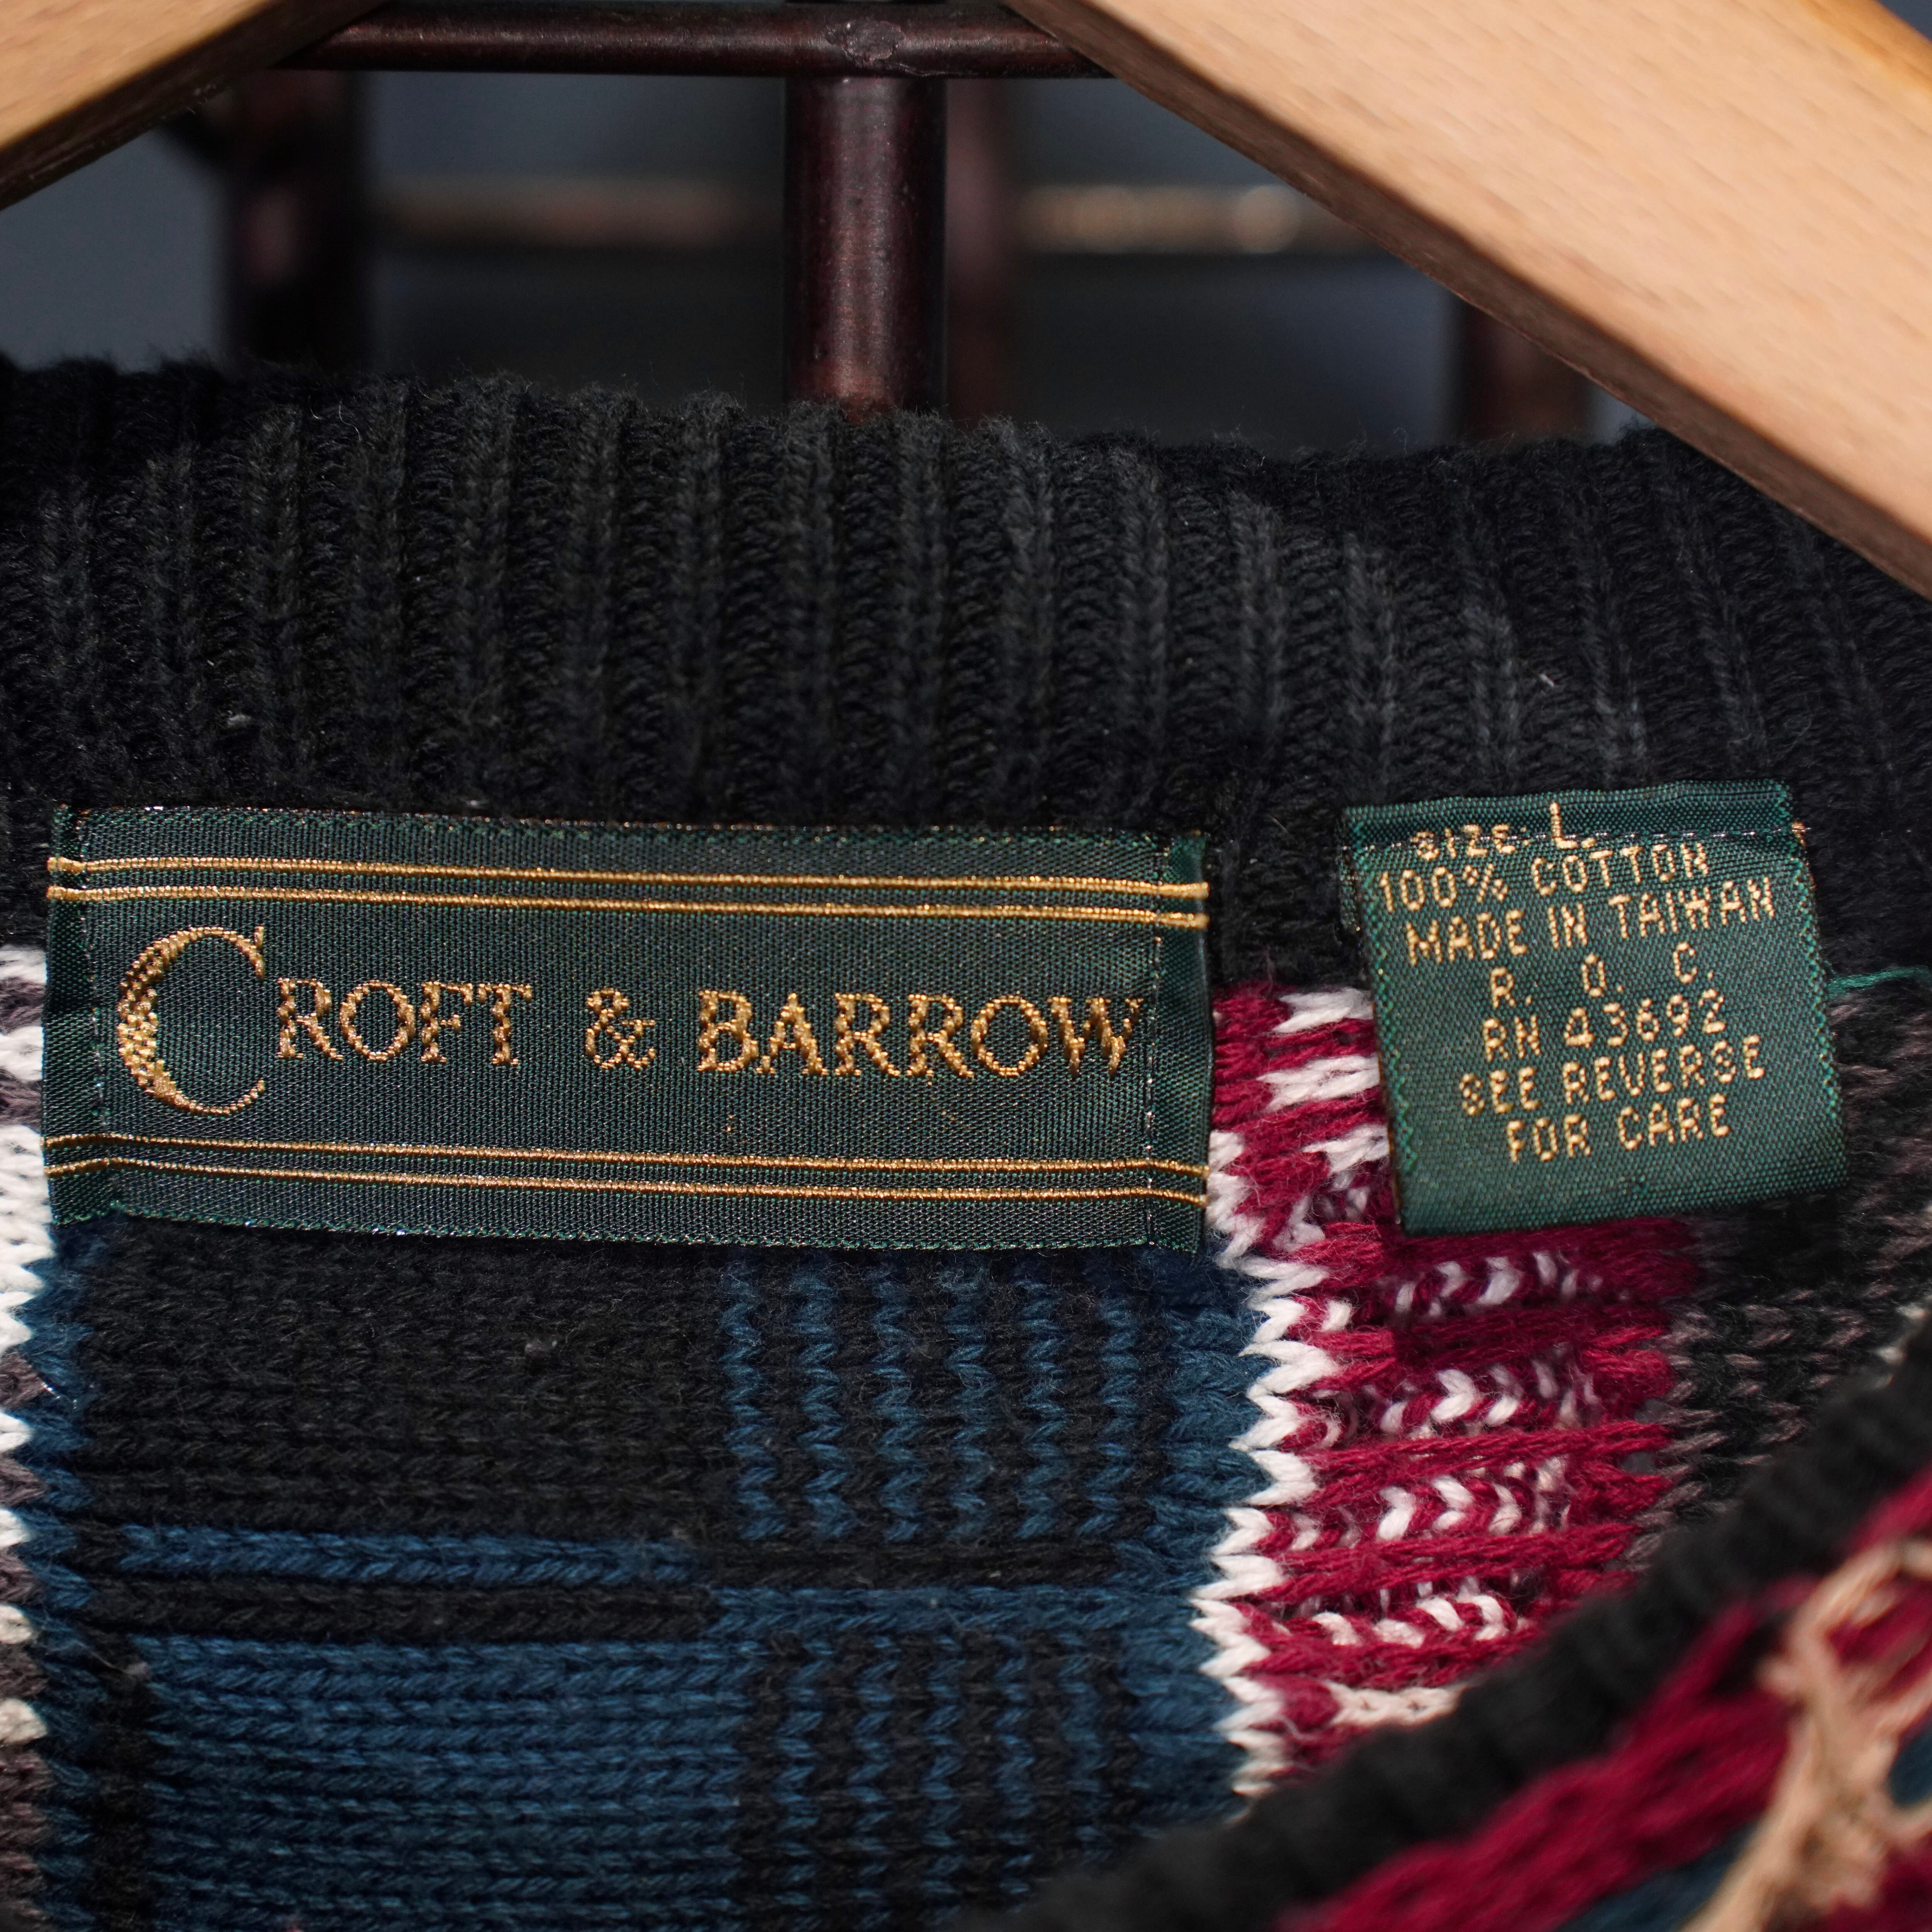 CROFT & BARROW
SIZE: L.
100% COTTON
MADE IN TAIWAN
R. O. C.
RN 43692
SEE REVERSE
FOR CARE